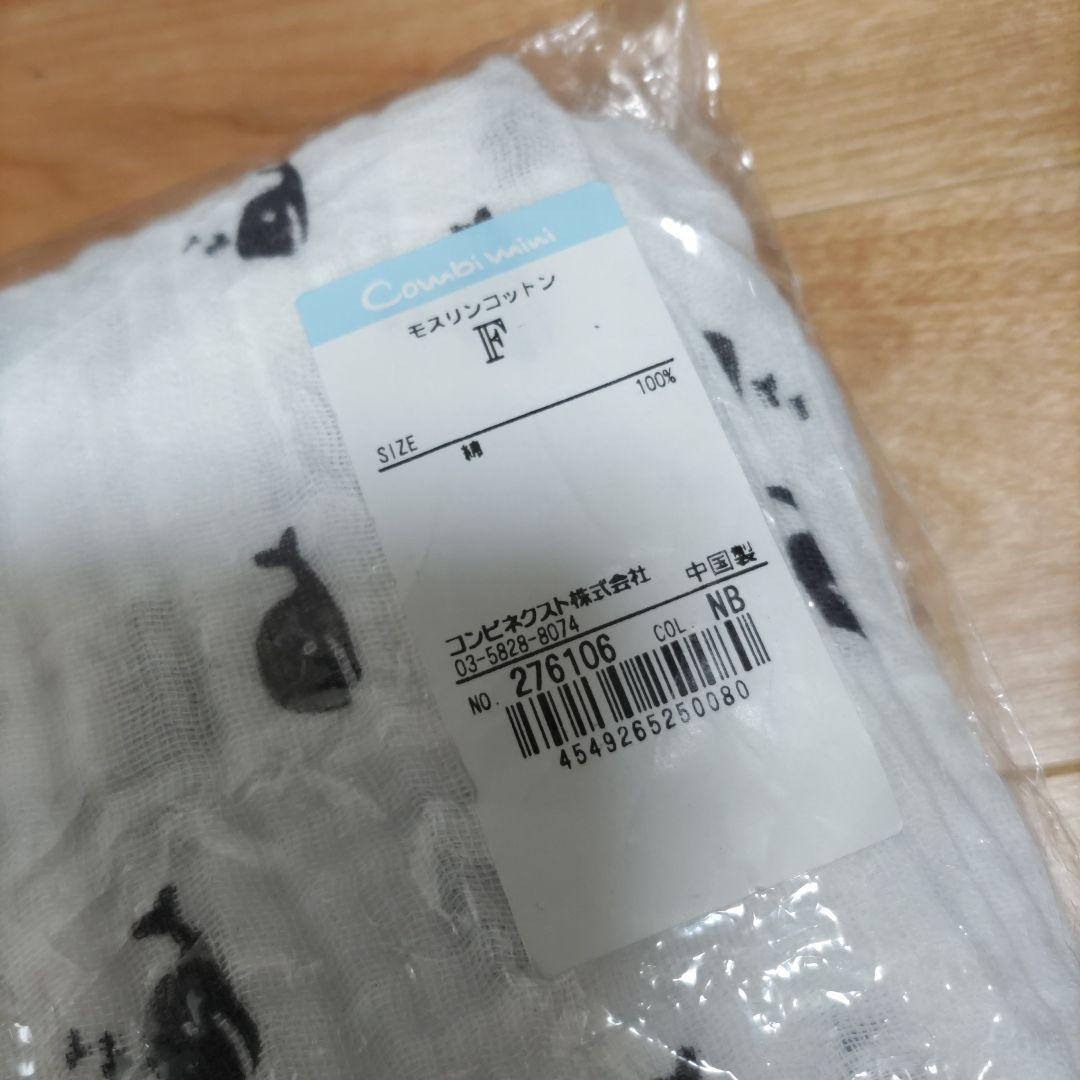 Combi mini
モスリンコットン
F
SIZE
綿 100%
コンビネクスト株式会社 中国製
03-5828-8074
NO. 276106 COL. NB
4549265250080